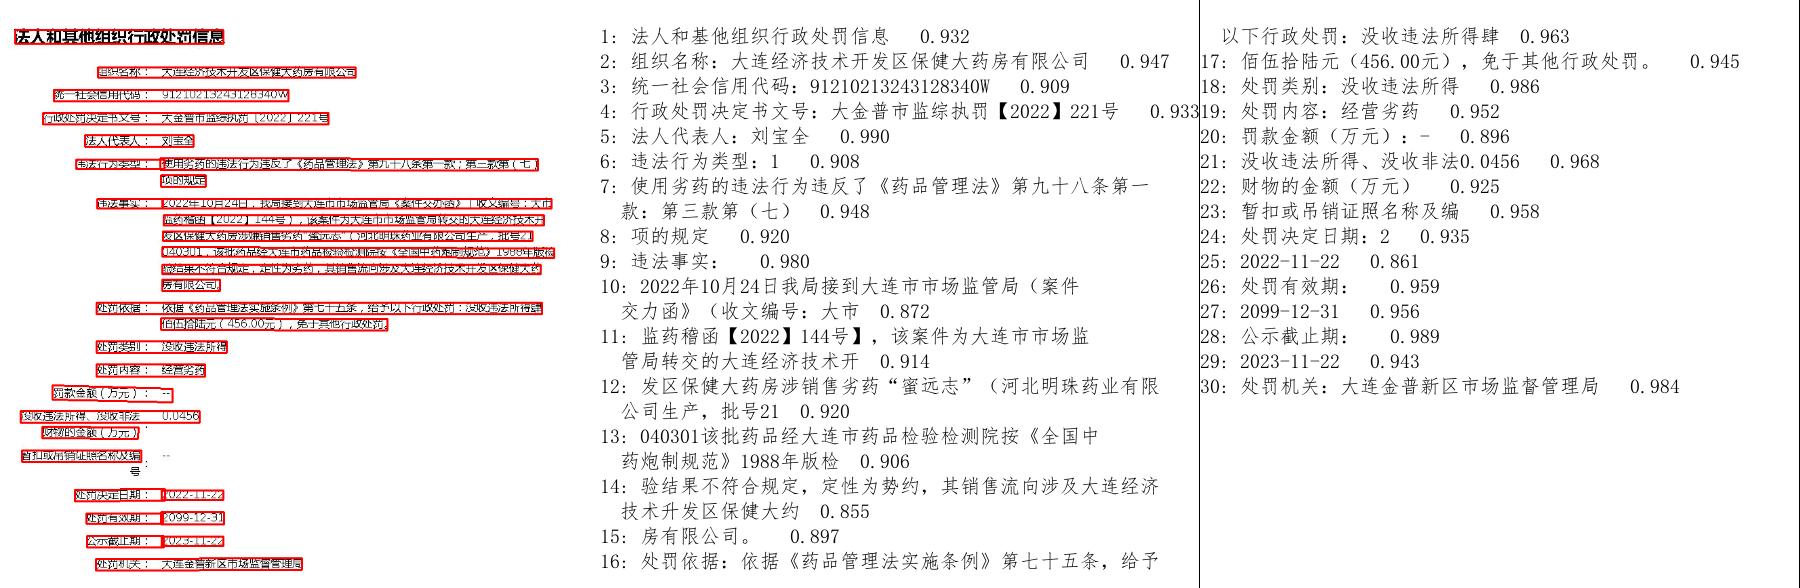 法人和其他组织行政处罚信息
组织名称： 大连经济技术开发区保健大药房有限公司
统一社会信用代码： 91210213243128340W
行政处罚决定书文号： 大金普市监综执罚〔2022〕221号
法人代表人： 刘宝全
违法行为类型： 使用劣药的违法行为违反了《药品管理法》第九十八条第一款；第三款第（七）
项的规定
违法事实： 2022年10月24日，我局接到大连市市场监管局《案件交办函》（收文编号：大市
监药稽函【2022】144号），该案件为大连市市场监管局转交的大连经济技术开
发区保健大药房涉嫌销售劣药“蜜远志”（河北明珠药业有限公司生产，批号21
040301，该批药品经大连市药品检验检测院按《全国中药炮制规范》1988年版检
验结果不符合规定，定性为劣药，其销售流向涉及大连经济技术开发区保健大药
房有限公司。
处罚依据： 依据《药品管理法实施条例》第七十五条，给予以下行政处罚：没收违法所得肆
佰伍拾陆元（456.00元），免于其他行政处罚。
处罚类别： 没收违法所得
处罚内容： 经营劣药
罚款金额（万元）： --
没收违法所得、没收非法 0.0456
财物的金额（万元）
：
暂扣或吊销证照名称及编 --
号
：
处罚决定日期： 2022-11-22
处罚有效期： 2099-12-31
公示截止期： 2023-11-22
处罚机关： 大连金普新区市场监督管理局
1: 法人和基他组织行政处罚信息 0.932
2: 组织名称：大连经济技术开发区保健大药房有限公司 0.947
3: 统一社会信用代码：91210213243128340W 0.909
4: 行政处罚决定书文号：大金普市监综执罚【2022】221号 0.933
5: 法人代表人：刘宝全 0.990
6: 违法行为类型：1 0.908
7: 使用劣药的违法行为违反了《药品管理法》第九十八条第一
款：第三款第（七） 0.948
8: 项的规定 0.920
9: 违法事实： 0.980
10: 2022年10月24日我局接到大连市市场监管局（案件
交力函》（收文编号：大市 0.872
11: 监药稽函【2022】144号】，该案件为大连市市场监
管局转交的大连经济技术开 0.914
12: 发区保健大药房涉销售劣药“蜜远志”（河北明珠药业有限
公司生产，批号21 0.920
13: 040301该批药品经大连市药品检验检测院按《全国中
药炮制规范》1988年版检 0.906
14: 验结果不符合规定，定性为势约，其销售流向涉及大连经济
技术升发区保健大约 0.855
15: 房有限公司。 0.897
16: 处罚依据：依据《药品管理法实施条例》第七十五条，给予
以下行政处罚：没收违法所得肆 0.963
17: 佰伍拾陆元（456.00元），免于其他行政处罚。 0.945
18: 处罚类别：没收违法所得 0.986
19: 处罚内容：经营劣药 0.952
20: 罚款金额（万元）：- 0.896
21: 没收违法所得、没收非法0.0456 0.968
22: 财物的金额（万元） 0.925
23: 暂扣或吊销证照名称及编 0.958
24: 处罚决定日期：2 0.935
25: 2022-11-22 0.861
26: 处罚有效期： 0.959
27: 2099-12-31 0.956
28: 公示截止期： 0.989
29: 2023-11-22 0.943
30: 处罚机关：大连金普新区市场监督管理局 0.984